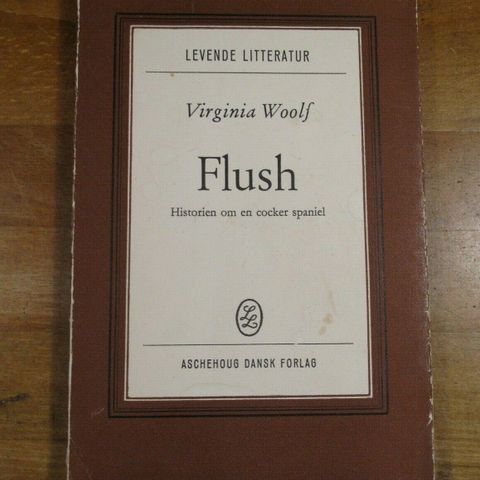 LEVENDE LITTERATUR
Virginia Woolf
Flush
Historien om en cocker spaniel
LL
ASCHEHOUG DANSK FORLAG